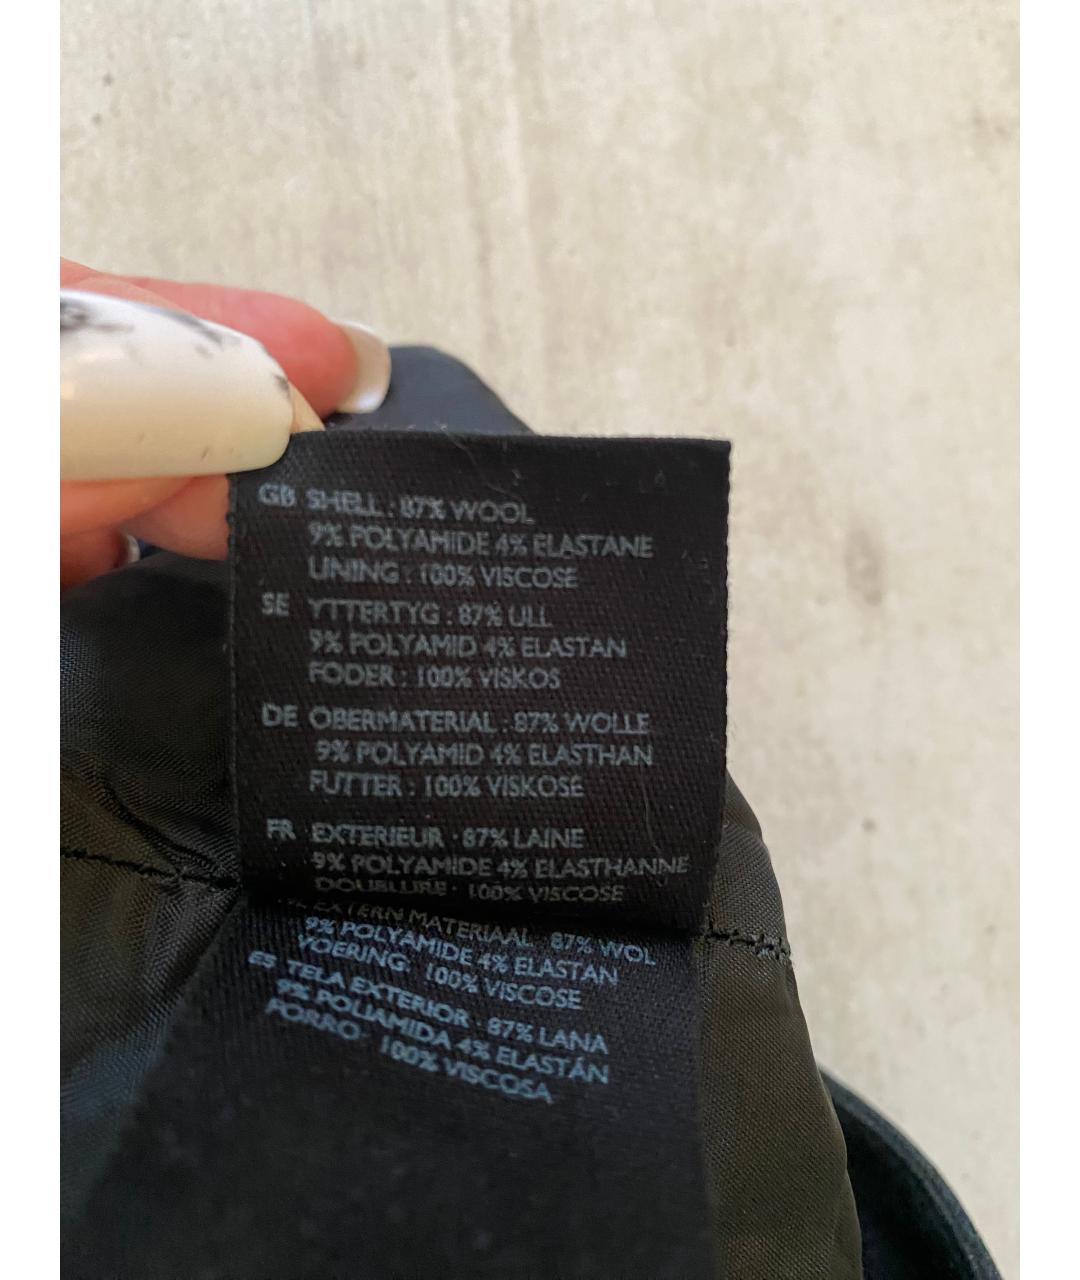 GB SHELL : 87% WOOL
9% POLYAMIDE 4% ELASTANE
LINING : 100% VISCOSE
SE YTTERTYG : 87% ULL
9% POLYAMID 4% ELASTAN
FODER : 100% VISKOS
DE OBERMATERIAL : 87% WOLLE
9% POLYAMID 4% ELASTHAN
FUTTER : 100% VISKOSE
FR EXTERIEUR : 87% LAINE
9% POLYAMIDE 4% ELASTHANNE
DOUBLURE : 100% VISCOSE
EXTERN MATERIAAL : 87% WOL
9% POLYAMIDE 4% ELASTAN
VOERING: 100% VISCOSE
ES TELA EXTERIOR : 87% LANA
9% POLIAMIDA 4% ELASTÁN
FORRO: 100% VISCOSA